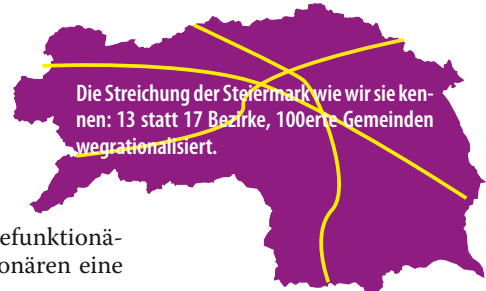 Die Streichung der Steiermark wie wir sie ken-
nen: 13 statt 17 Bezirke, 100erte Gemeinden
wegrationalisiert.
efunktionä-
onären eine